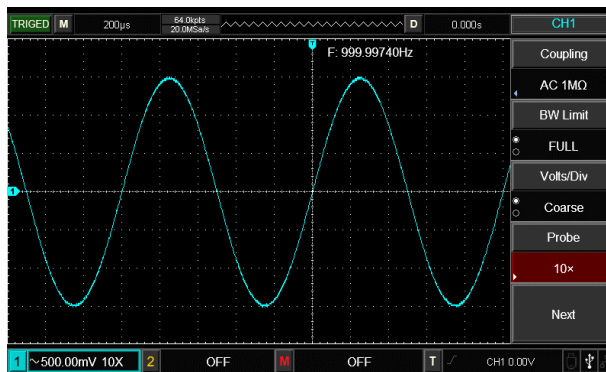 TRIGED M 200μs 64.0kpts D 0.000s CH1
20.0MSa/s
T
F: 999.99740Hz
Coupling
AC 1MΩ
BW Limit
FULL
Volts/Div
1
Coarse
Probe
10×
Next
1 ~500.00mV 10X 2 OFF M OFF T CH1 0.00V